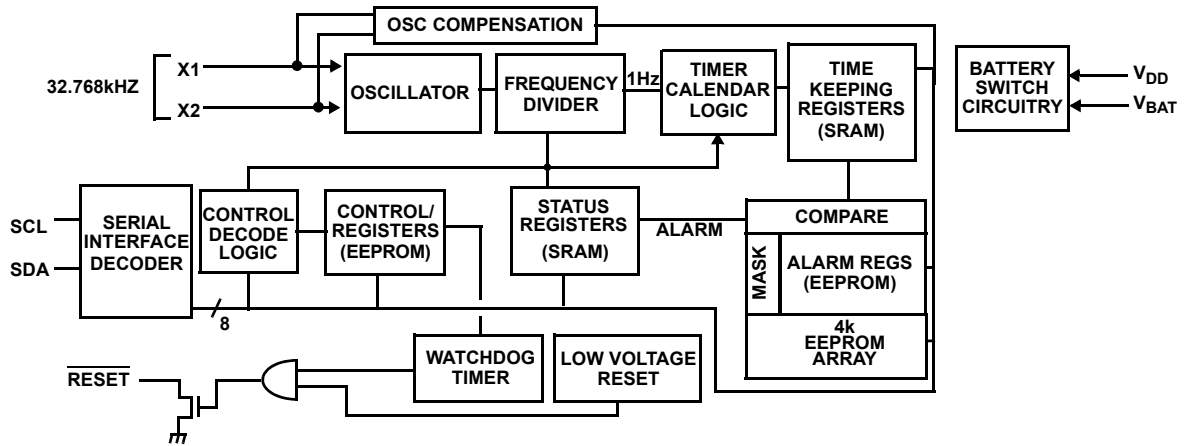 OSC COMPENSATION
32.768kHZ
X1
X2
OSCILLATOR
FREQUENCY
DIVIDER
1Hz
TIMER
CALENDAR
LOGIC
TIME
KEEPING
REGISTERS
(SRAM)
BATTERY
SWITCH
CIRCUITRY
VDD
VBAT
SCL
SDA
SERIAL
INTERFACE
DECODER
CONTROL
DECODE
LOGIC
CONTROL/
REGISTERS
(EEPROM)
STATUS
REGISTERS
(SRAM)
ALARM
COMPARE
MASK
ALARM REGS
(EEPROM)
4k
EEPROM
ARRAY
8
WATCHDOG
TIMER
LOW VOLTAGE
RESET
RESET